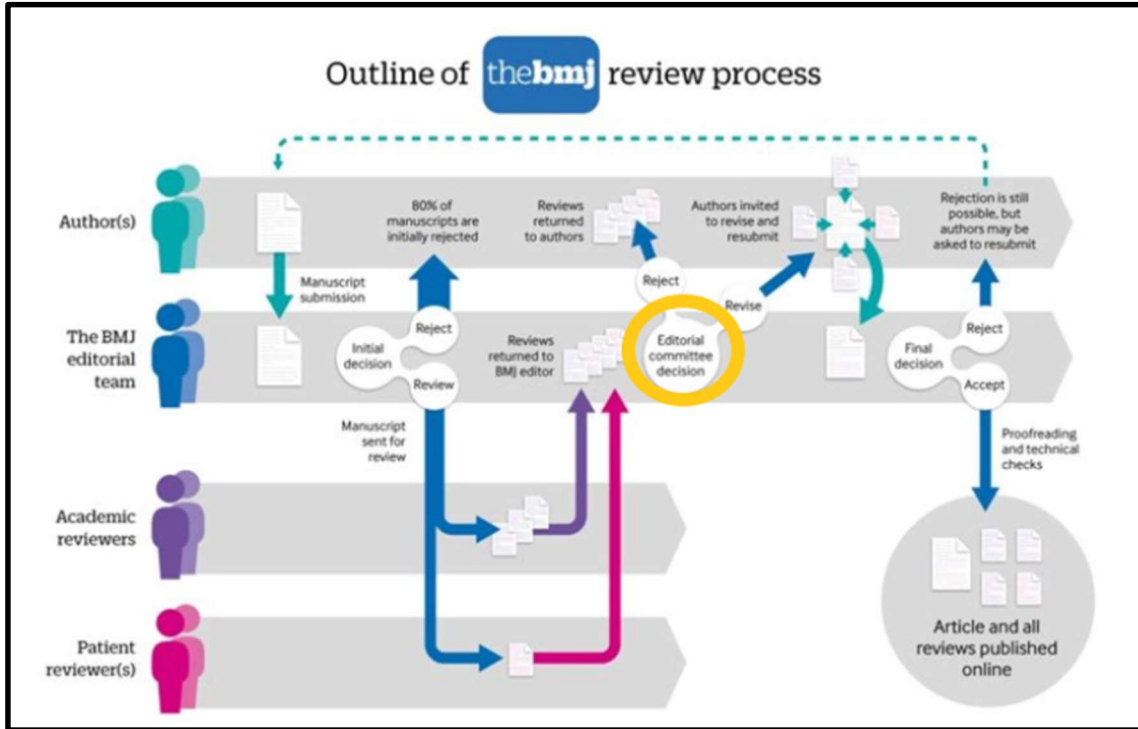 Outline of thebmj review process
Author(s)
80% of
manuscripts are
initially rejected
Reviews
returned
to authors
Authors invited
to revise and
resubmit
Rejection is still
possible, but
authors may be
asked to resubmit
Manuscript
submission
Reject
Revise
The BMJ
editorial
team
Initial
decision
Reject
Review
Reviews
returned to
BMJ editor
Editorial
committee
decision
Final
decision
Reject
Accept
Manuscript
sent for
review
Proofreading
and technical
checks
Academic
reviewers
Patient
reviewer(s)
Article and all
reviews published
online